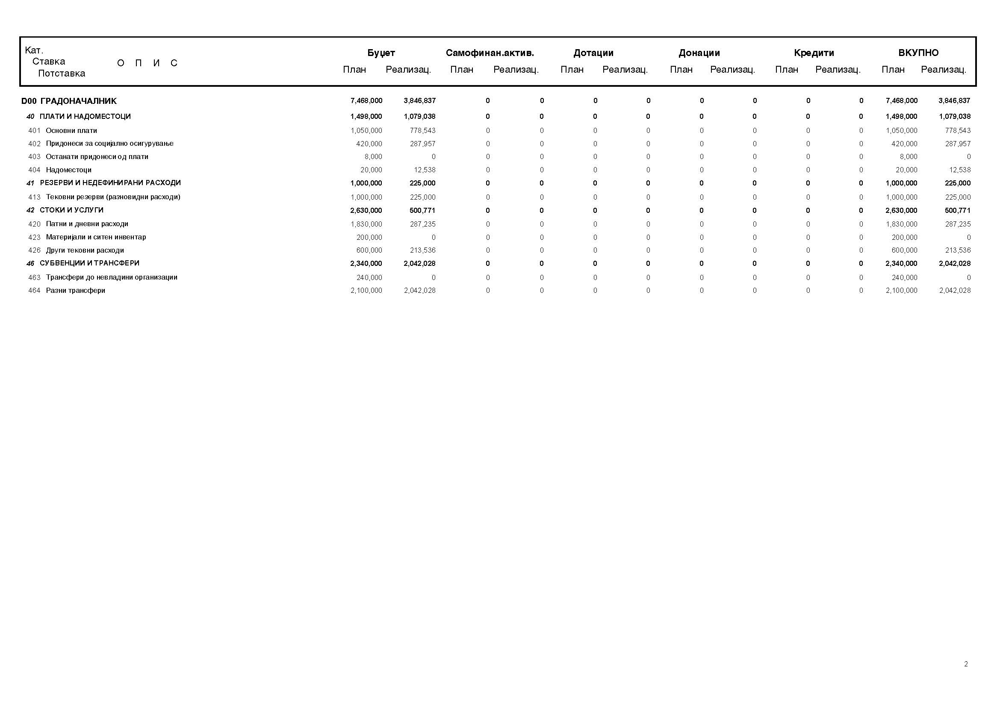 Кат.
Ставка
Потставка
О П И С
Буџет Самофинан.актив. Дотации Донации Кредити ВКУПНО
План Реализац. План Реализац. План Реализац. План Реализац. План Реализац. План Реализац.
D00 ГРАДОНАЧАЛНИК 7,468,000 3,846,837 0 0 0 0 0 0 0 0 7,468,000 3,846,837
40 ПЛАТИ И НАДОМЕСТОЦИ 1,498,000 1,079,038 0 0 0 0 0 0 0 0 1,498,000 1,079,038
401 Основни плати 1,050,000 778,543 0 0 0 0 0 0 0 0 1,050,000 778,543
402 Придонеси за социјално осигурување 420,000 287,957 0 0 0 0 0 0 0 0 420,000 287,957
403 Останати придонеси од плати 8,000 0 0 0 0 0 0 0 0 0 8,000 0
404 Надоместоци 20,000 12,538 0 0 0 0 0 0 0 0 20,000 12,538
41 РЕЗЕРВИ И НЕДЕФИНИРАНИ РАСХОДИ 1,000,000 225,000 0 0 0 0 0 0 0 0 1,000,000 225,000
413 Тековни резерви (разновидни расходи) 1,000,000 225,000 0 0 0 0 0 0 0 0 1,000,000 225,000
42 СТОКИ И УСЛУГИ 2,630,000 500,771 0 0 0 0 0 0 0 0 2,630,000 500,771
420 Патни и дневни расходи 1,830,000 287,235 0 0 0 0 0 0 0 0 1,830,000 287,235
423 Материјали и ситен инвентар 200,000 0 0 0 0 0 0 0 0 0 200,000 0
426 Други тековни расходи 600,000 213,536 0 0 0 0 0 0 0 0 600,000 213,536
46 СУБВЕНЦИИ И ТРАНСФЕРИ 2,340,000 2,042,028 0 0 0 0 0 0 0 0 2,340,000 2,042,028
463 Трансфери до невладини организации 240,000 0 0 0 0 0 0 0 0 0 240,000 0
464 Разни трансфери 2,100,000 2,042,028 0 0 0 0 0 0 0 0 2,100,000 2,042,028
2